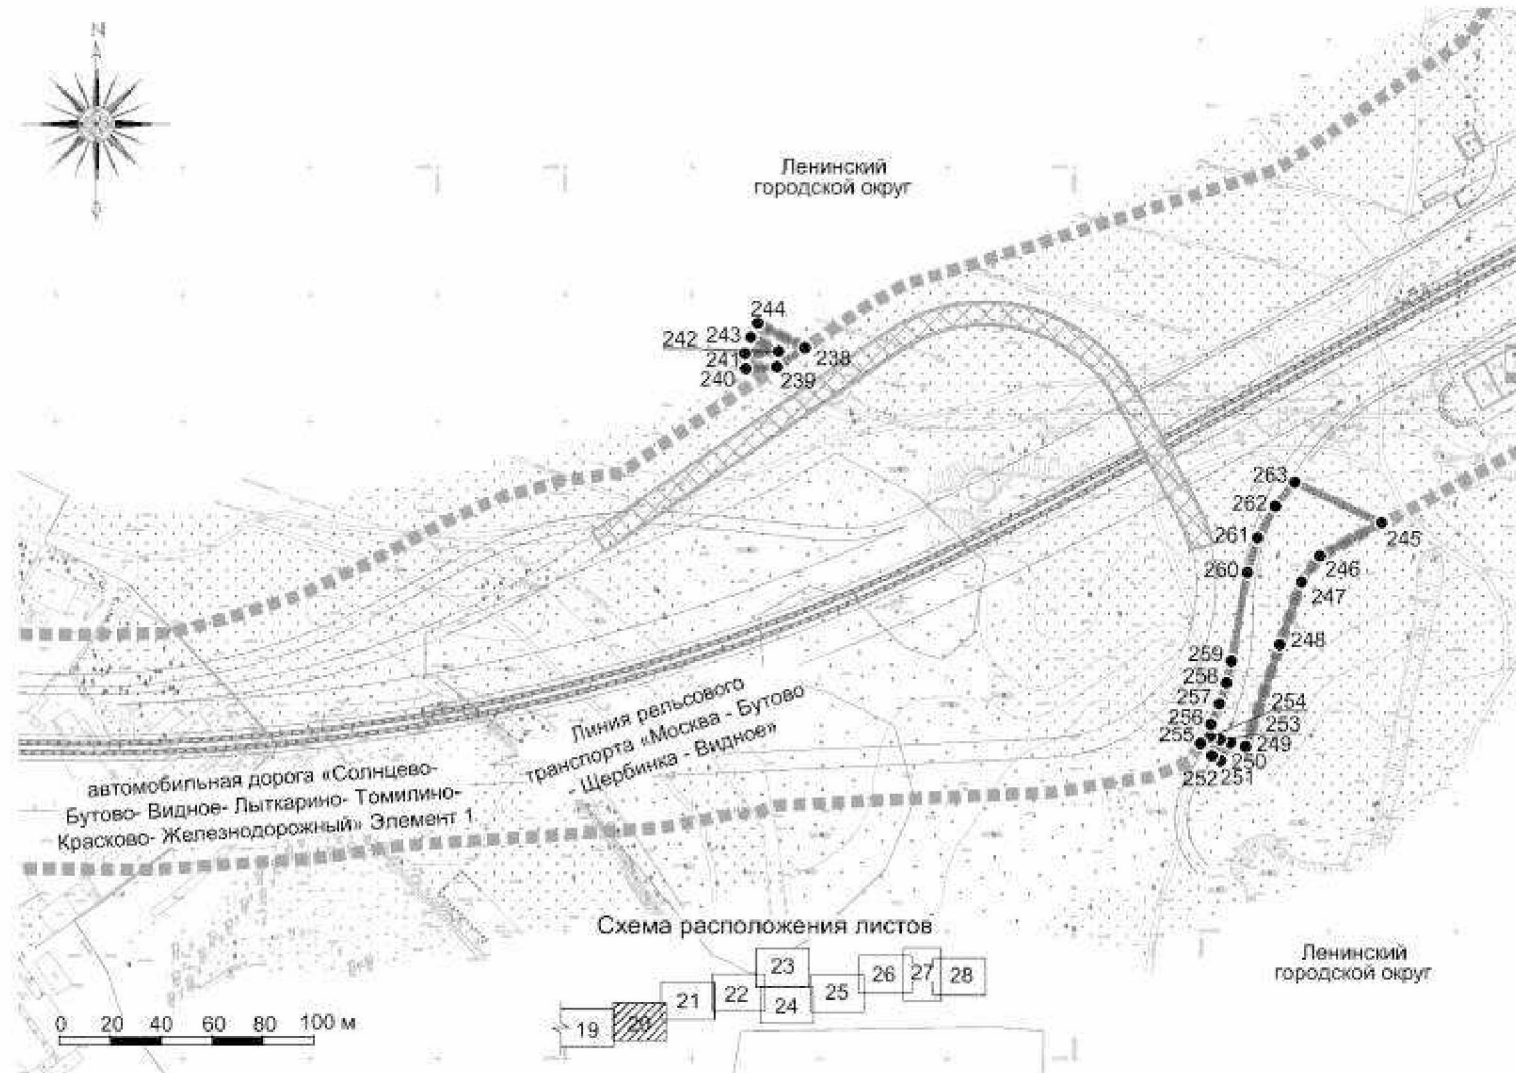 N
Ленинский
городской округ
244
243
242
241
240
238
239
263
262
261
260
245
246
247
248
259
258
257
256
255
254
253
249
250
252
251
Линия рельсового
транспорта «Москва - Бутово
- Щербинка - Видное»
автомобильная дорога «Солнцево-
Бутово- Видное- Лыткарино- Томилино-
Красково- Железнодорожный» Элемент 1
Схема расположения листов
19
20
21
22
23
24
25
26
27
28
Ленинский
городской округ
0 20 40 60 80 100 м